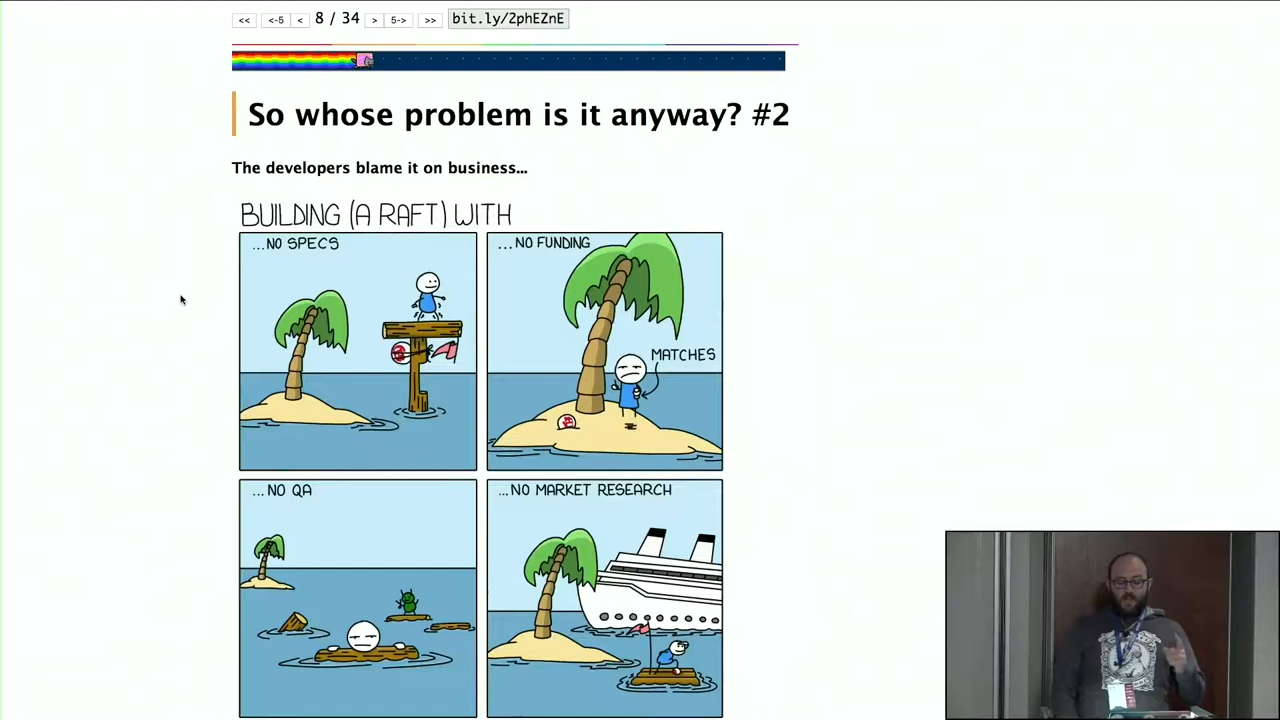 << <-5 < 8 / 34 > 5-> >> bit.ly/2phEZnE
So whose problem is it anyway? #2
The developers blame it on business...
BUILDING (A RAFT) WITH
...NO SPECS
...NO FUNDING
MATCHES
...NO QA
...NO MARKET RESEARCH